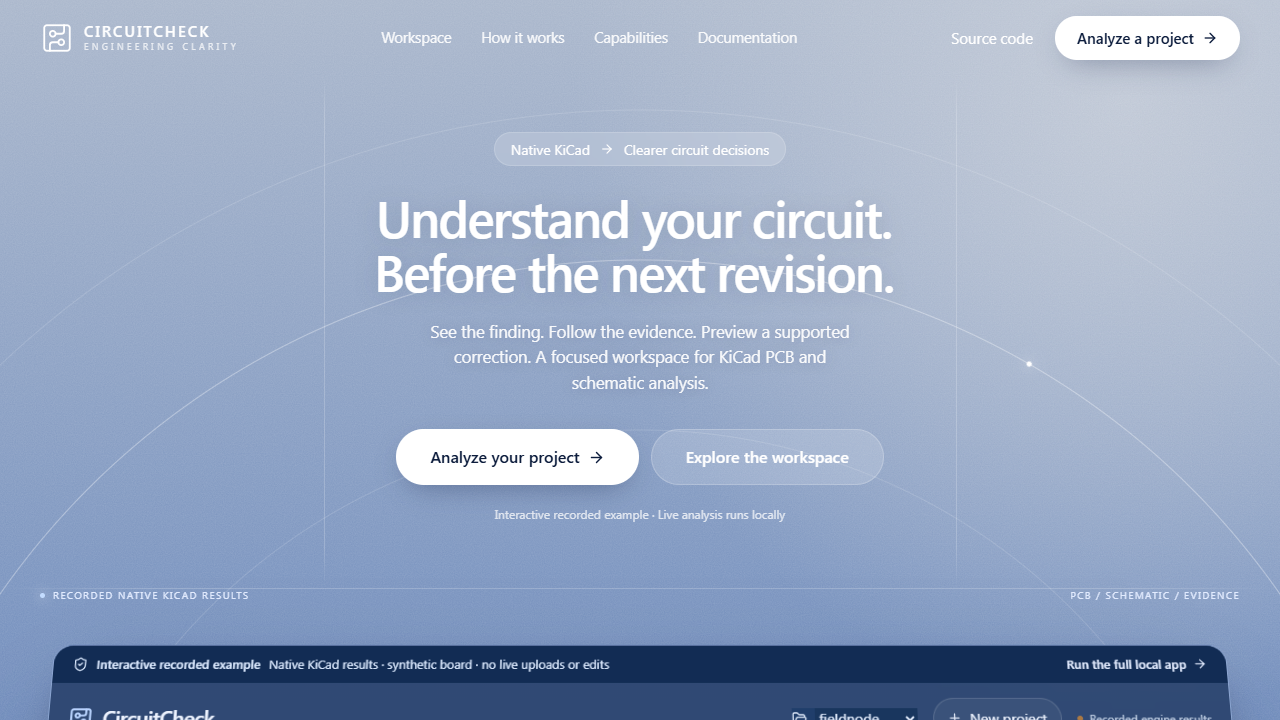 CIRCUITCHECK
ENGINEERING CLARITY
Workspace
How it works
Capabilities
Documentation
Source code
Analyze a project
Native KiCad → Clearer circuit decisions
Understand your circuit.
Before the next revision.
See the finding. Follow the evidence. Preview a supported
correction. A focused workspace for KiCad PCB and
schematic analysis.
Analyze your project →
Explore the workspace
Interactive recorded example · Live analysis runs locally
RECORDED NATIVE KICAD RESULTS
PCB / SCHEMATIC / EVIDENCE
Interactive recorded example Native KiCad results · synthetic board · no live uploads or edits
Run the full local app →
CircuitCheck
fieldnode
New project
Recorded engine results